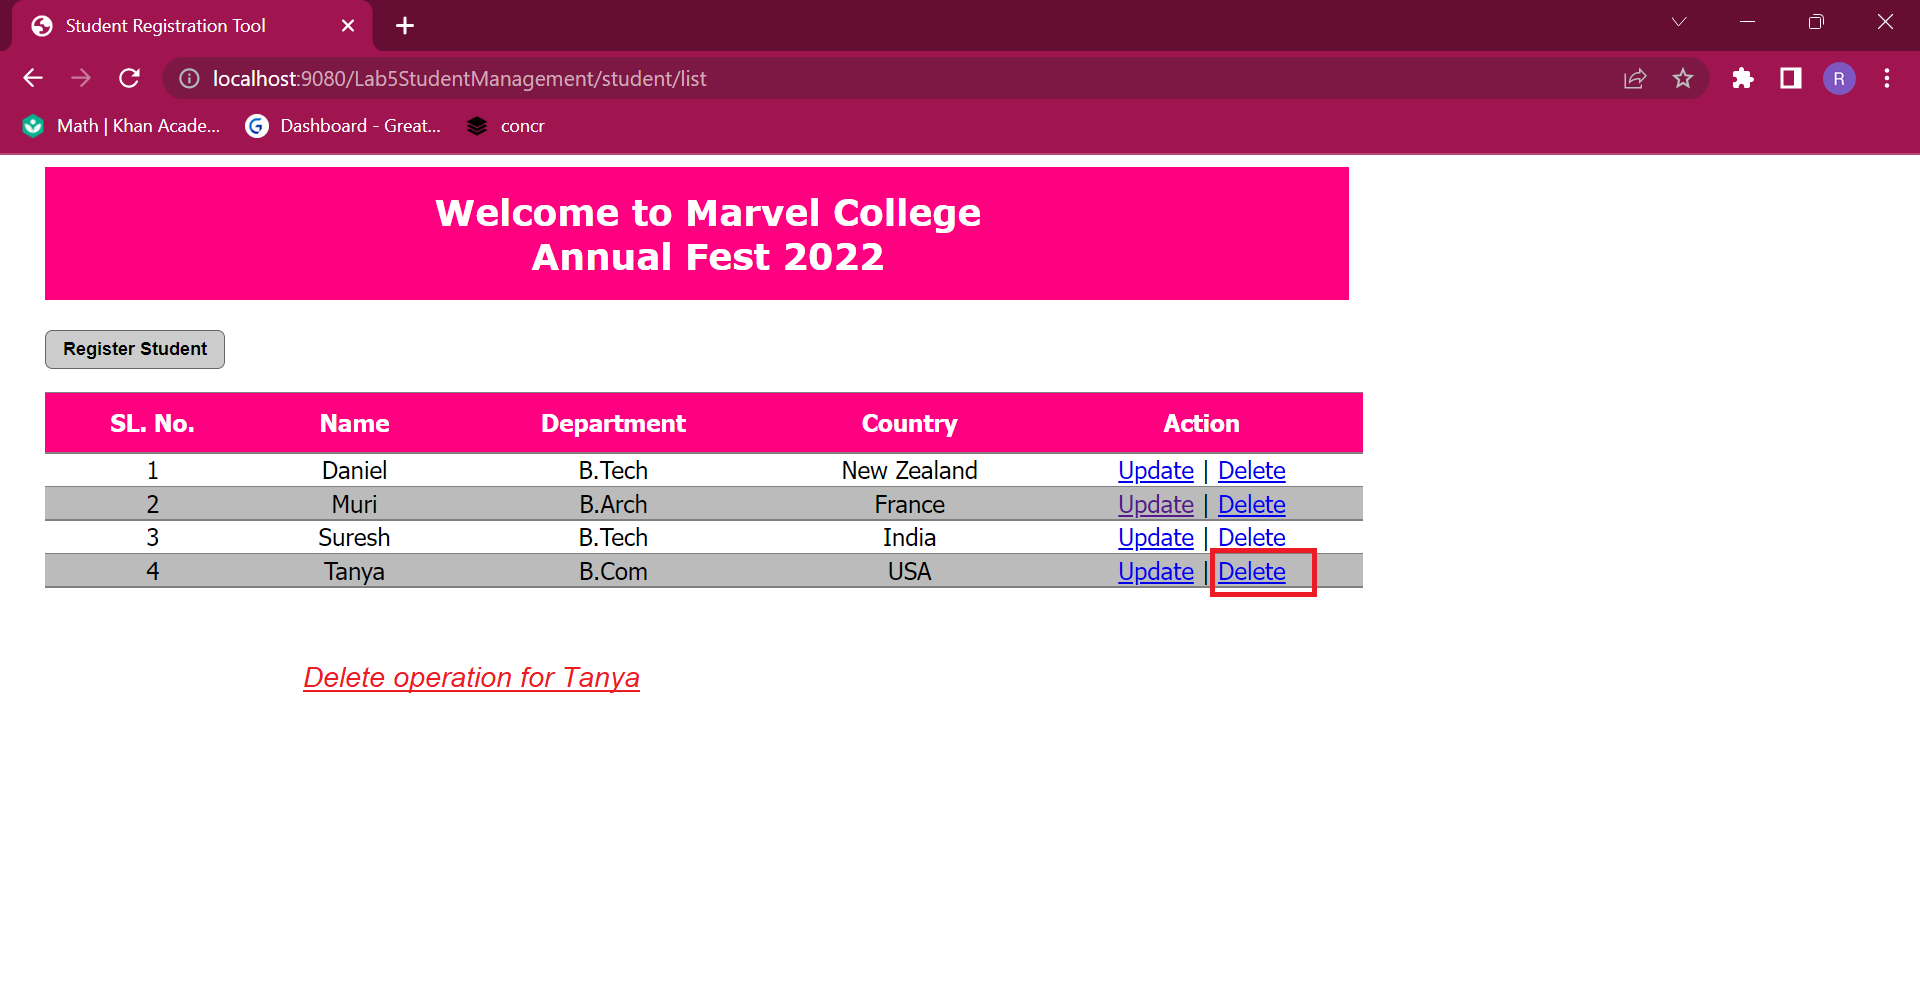 Student Registration Tool
localhost:9080/Lab5StudentManagement/student/list
R
Math | Khan Acade...
Dashboard - Great...
concr
Welcome to Marvel College
Annual Fest 2022
Register Student
SL. No. Name Department Country Action
1 Daniel B.Tech New Zealand Update | Delete
2 Muri B.Arch France Update | Delete
3 Suresh B.Tech India Update | Delete
4 Tanya B.Com USA Update | Delete
Delete operation for Tanya